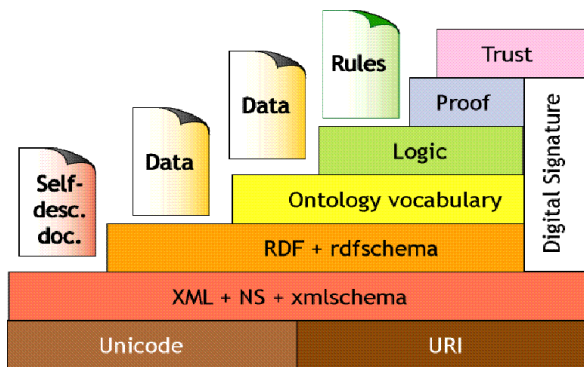 Trust
Rules
Proof
Data
Logic
Data
Self-
desc.
doc.
Ontology vocabulary
Digital Signature
RDF + rdfschema
XML + NS + xmlschema
Unicode
URI